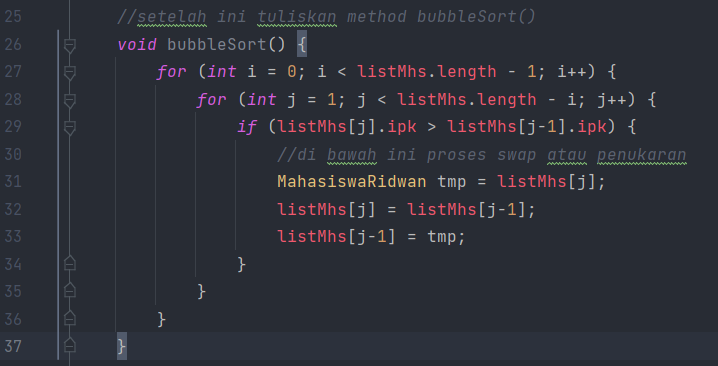 25 //setelah ini tuliskan method bubbleSort()
26 void bubbleSort() {
27 for (int i = 0; i < listMhs.length - 1; i++) {
28 for (int j = 1; j < listMhs.length - i; j++) {
29 if (listMhs[j].ipk > listMhs[j-1].ipk) {
30 //di bawah ini proses swap atau penukaran
31 MahasiswaRidwan tmp = listMhs[j];
32 listMhs[j] = listMhs[j-1];
33 listMhs[j-1] = tmp;
34 }
35 }
36 }
37 }